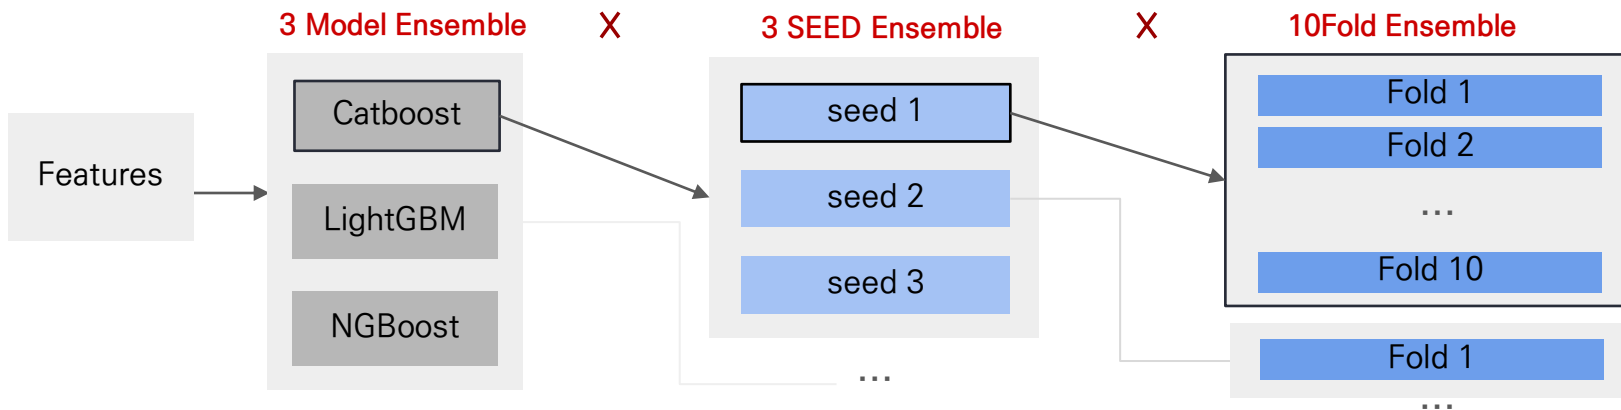 3 Model Ensemble X 3 SEED Ensemble X 10Fold Ensemble
Features
Catboost
LightGBM
NGBoost
seed 1
seed 2
seed 3
...
Fold 1
Fold 2
...
Fold 10
Fold 1
...